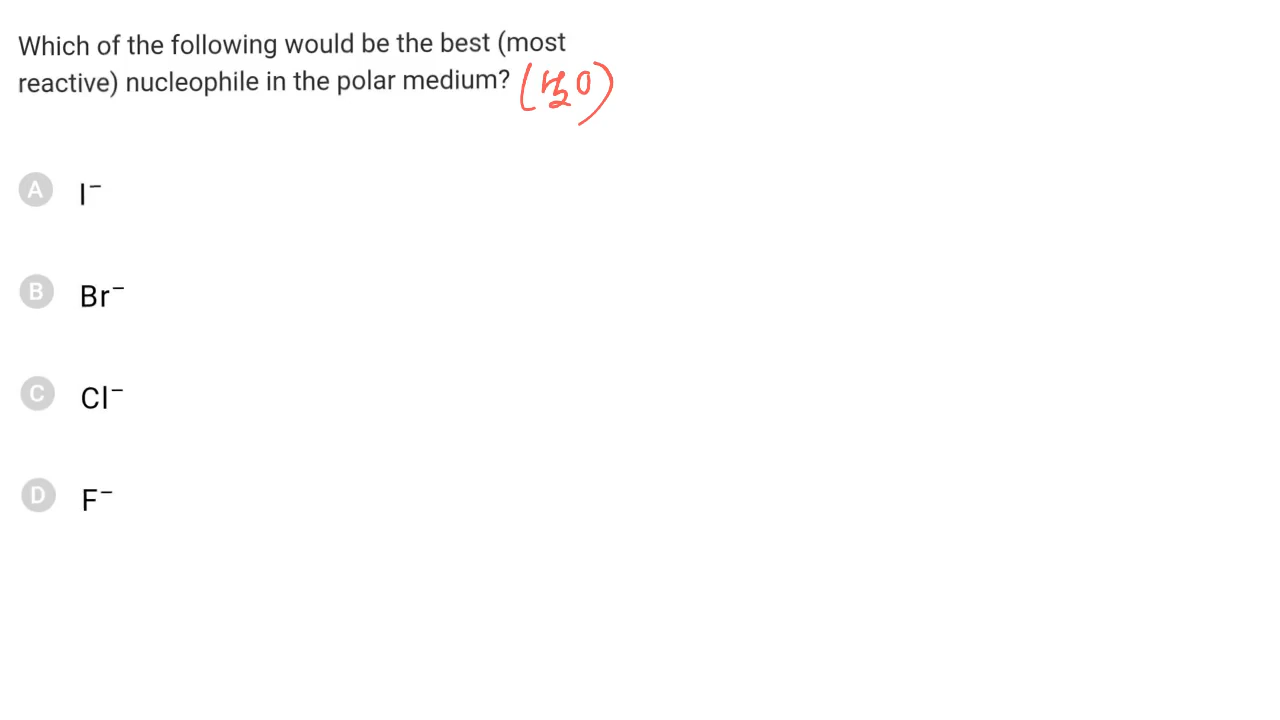 Which of the following would be the best (most
reactive) nucleophile in the polar medium? (H₂O)
A I⁻
B Br⁻
C Cl⁻
D F⁻